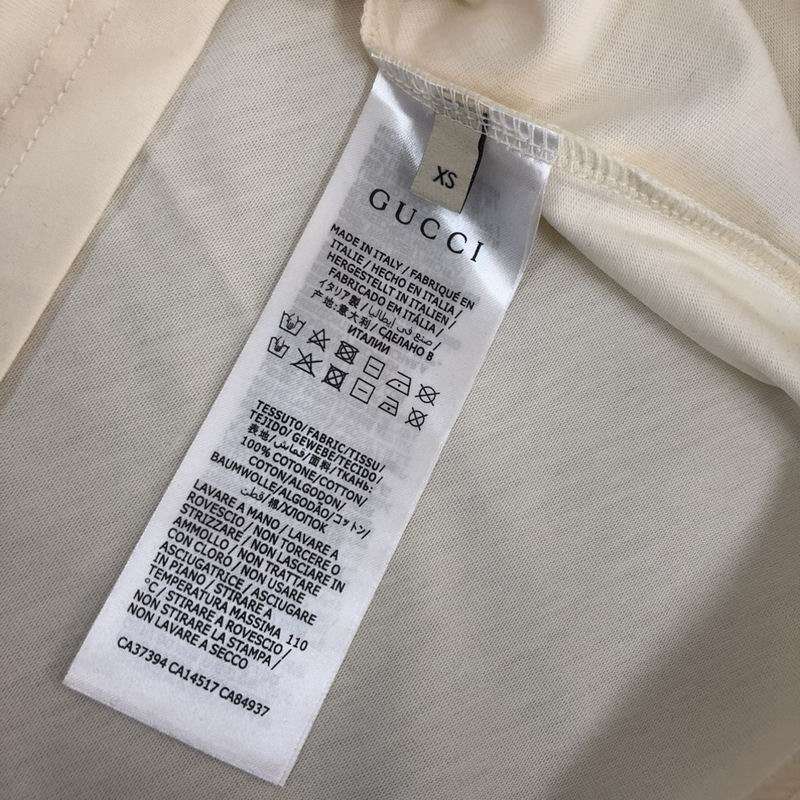 XS
GUCCI
MADE IN ITALY / FABRIQUÉ EN
ITALIE / HECHO EN ITALIA /
HERGESTELLT IN ITALIEN /
FABRICADO EM ITÁLIA /
イタリア製 / صنع في إيطاليا /
产地:意大利 / СДЕЛАНО В
ИТАЛИИ
TESSUTO/FABRIC/TISSU/
TEJIDO/GEWEBE/TECIDO/
表地/قماش/面料/ТКАНЬ:
100% COTONE/COTTON/
COTON/ALGODON/
BAUMWOLLE/ALGODÃO/コットン/
قطن/棉/ХЛОПОК
LAVARE A MANO / LAVARE A
ROVESCIO / NON TORCERE O
STRIZZARE / NON LASCIARE IN
AMMOLLO / NON TRATTARE
CON CLORO / NON USARE
ASCIUGATRICE / ASCIUGARE
IN PIANO / STIRARE A
TEMPERATURA MASSIMA 110
°C / STIRARE A ROVESCIO /
NON STIRARE LA STAMPA /
NON LAVARE A SECCO
CA37394 CA14517 CA84937